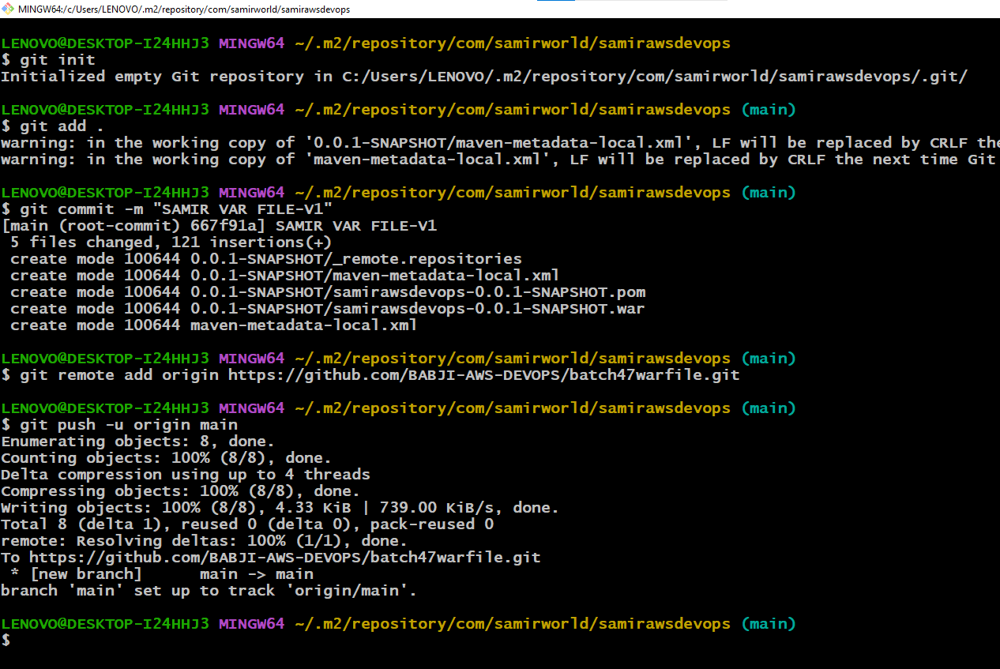 MINGW64:/c/Users/LENOVO/.m2/repository/com/samirworld/samirawsdevops
LENOVO@DESKTOP-I24HHJ3 MINGW64 ~/.m2/repository/com/samirworld/samirawsdevops
$ git init
Initialized empty Git repository in C:/Users/LENOVO/.m2/repository/com/samirworld/samirawsdevops/.git/
LENOVO@DESKTOP-I24HHJ3 MINGW64 ~/.m2/repository/com/samirworld/samirawsdevops (main)
$ git add .
warning: in the working copy of '0.0.1-SNAPSHOT/maven-metadata-local.xml', LF will be replaced by CRLF the
warning: in the working copy of 'maven-metadata-local.xml', LF will be replaced by CRLF the next time Git
LENOVO@DESKTOP-I24HHJ3 MINGW64 ~/.m2/repository/com/samirworld/samirawsdevops (main)
$ git commit -m "SAMIR VAR FILE-V1"
[main (root-commit) 667f91a] SAMIR VAR FILE-V1
5 files changed, 121 insertions(+)
create mode 100644 0.0.1-SNAPSHOT/_remote.repositories
create mode 100644 0.0.1-SNAPSHOT/maven-metadata-local.xml
create mode 100644 0.0.1-SNAPSHOT/samirawsdevops-0.0.1-SNAPSHOT.pom
create mode 100644 0.0.1-SNAPSHOT/samirawsdevops-0.0.1-SNAPSHOT.war
create mode 100644 maven-metadata-local.xml
LENOVO@DESKTOP-I24HHJ3 MINGW64 ~/.m2/repository/com/samirworld/samirawsdevops (main)
$ git remote add origin https://github.com/BABJI-AWS-DEVOPS/batch47warfile.git
LENOVO@DESKTOP-I24HHJ3 MINGW64 ~/.m2/repository/com/samirworld/samirawsdevops (main)
$ git push -u origin main
Enumerating objects: 8, done.
Counting objects: 100% (8/8), done.
Delta compression using up to 4 threads
Compressing objects: 100% (8/8), done.
Writing objects: 100% (8/8), 4.33 KiB | 739.00 KiB/s, done.
Total 8 (delta 1), reused 0 (delta 0), pack-reused 0
remote: Resolving deltas: 100% (1/1), done.
To https://github.com/BABJI-AWS-DEVOPS/batch47warfile.git
* [new branch]      main -> main
branch 'main' set up to track 'origin/main'.
LENOVO@DESKTOP-I24HHJ3 MINGW64 ~/.m2/repository/com/samirworld/samirawsdevops (main)
$